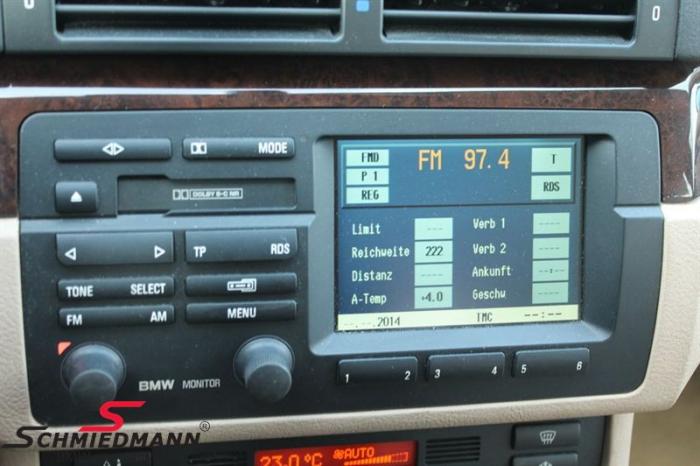 0
0
MODE
DOLBY B-C NR
TP RDS
TONE SELECT
FM AM
MENU
BMW MONITOR
FMD
P 1
REG
FM 97.4
T
RDS
Limit ---
Reichweite 222
Distanz ---
A-Temp +4.0
Verb 1 ---
Verb 2 ---
Ankunft -:-
Geschw ---
--.--.2014 TMC --:--
1 2 3 4 5 6
SCHMIEDMANN®
23.0°C AUTO